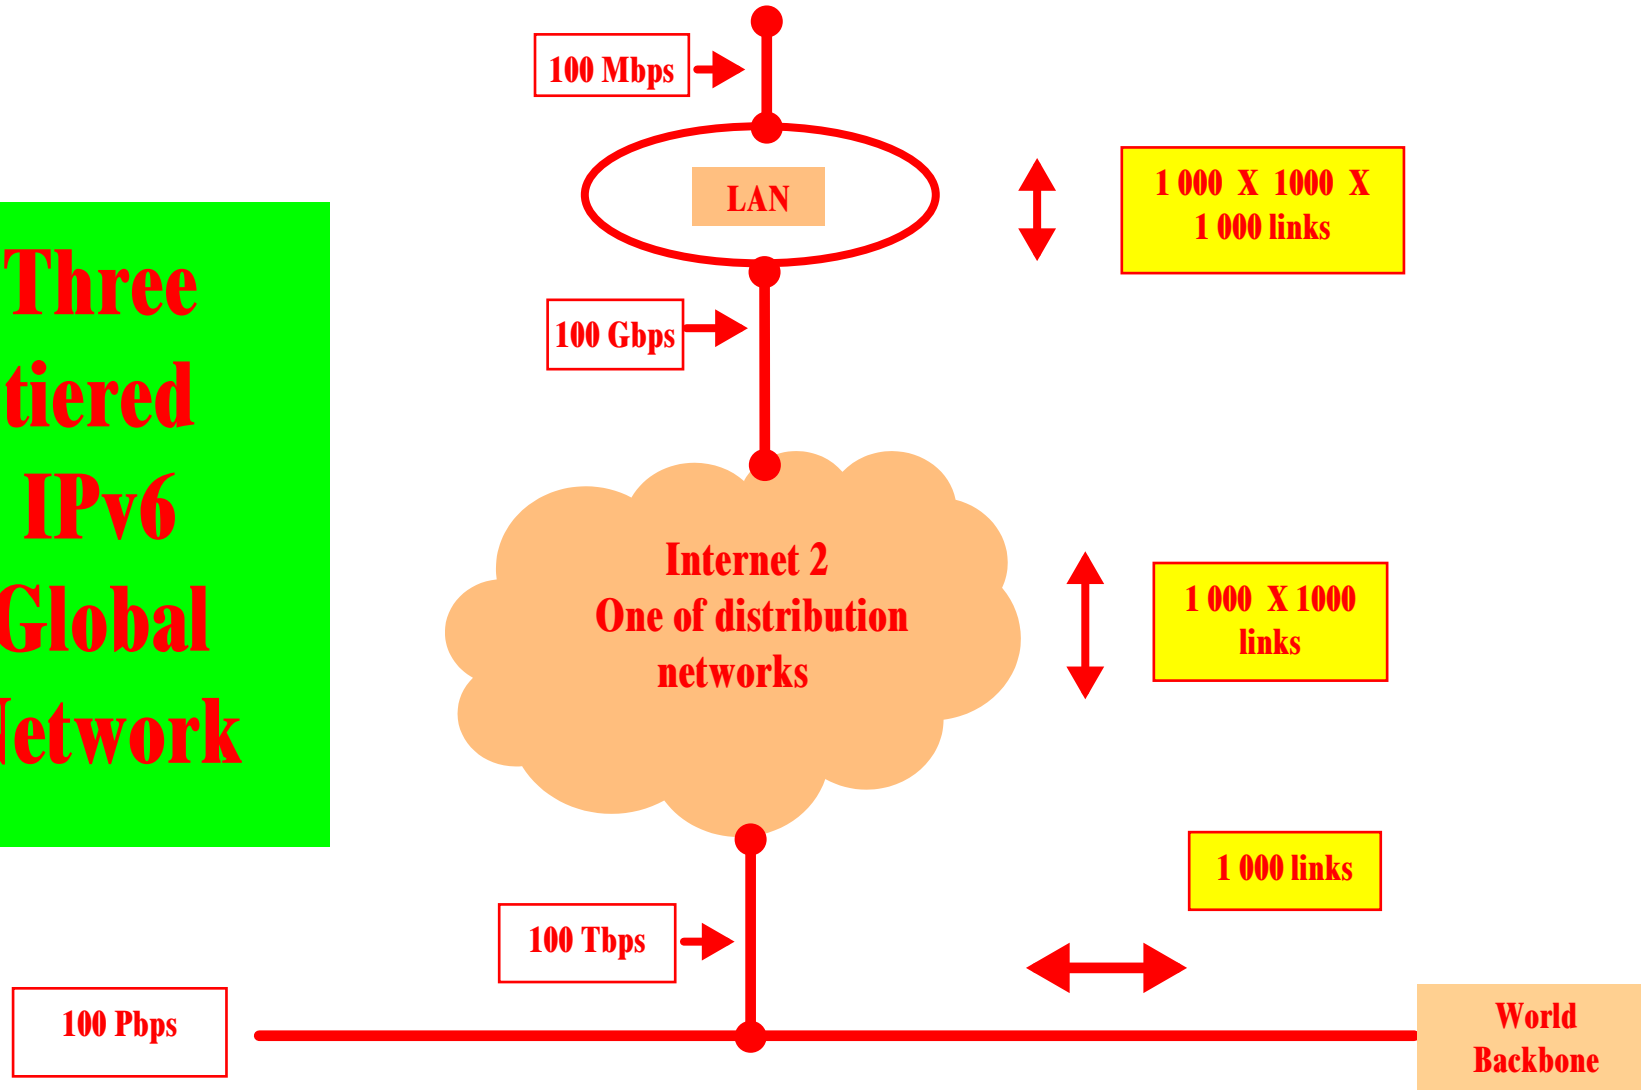 100 Mbps
LAN
1 000 X 1000 X
1 000 links
Three
tiered
IPv6
Global
Network
100 Gbps
Internet 2
One of distribution
networks
1 000 X 1000
links
1 000 links
100 Tbps
100 Pbps
World
Backbone